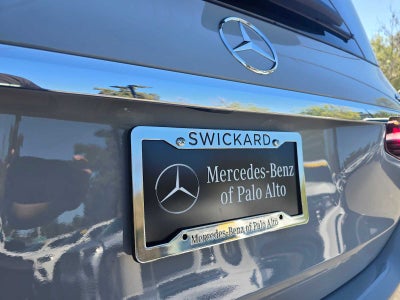 SWICKARD
Mercedes-Benz
of Palo Alto
Mercedes-Benz of Palo Alto